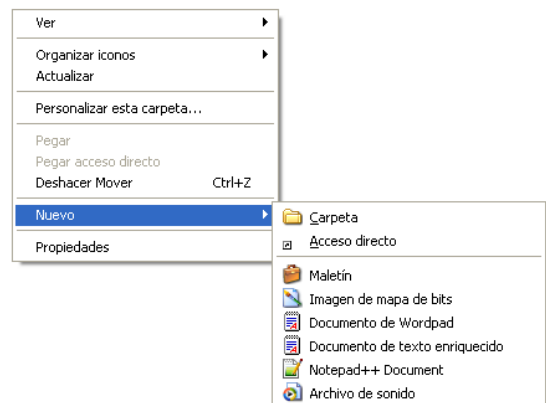 Ver
Organizar iconos
Actualizar
Personalizar esta carpeta...
Pegar
Pegar acceso directo
Deshacer Mover Ctrl+Z
Nuevo
Propiedades
Carpeta
Acceso directo
Maletín
Imagen de mapa de bits
Documento de Wordpad
Documento de texto enriquecido
Notepad++ Document
Archivo de sonido